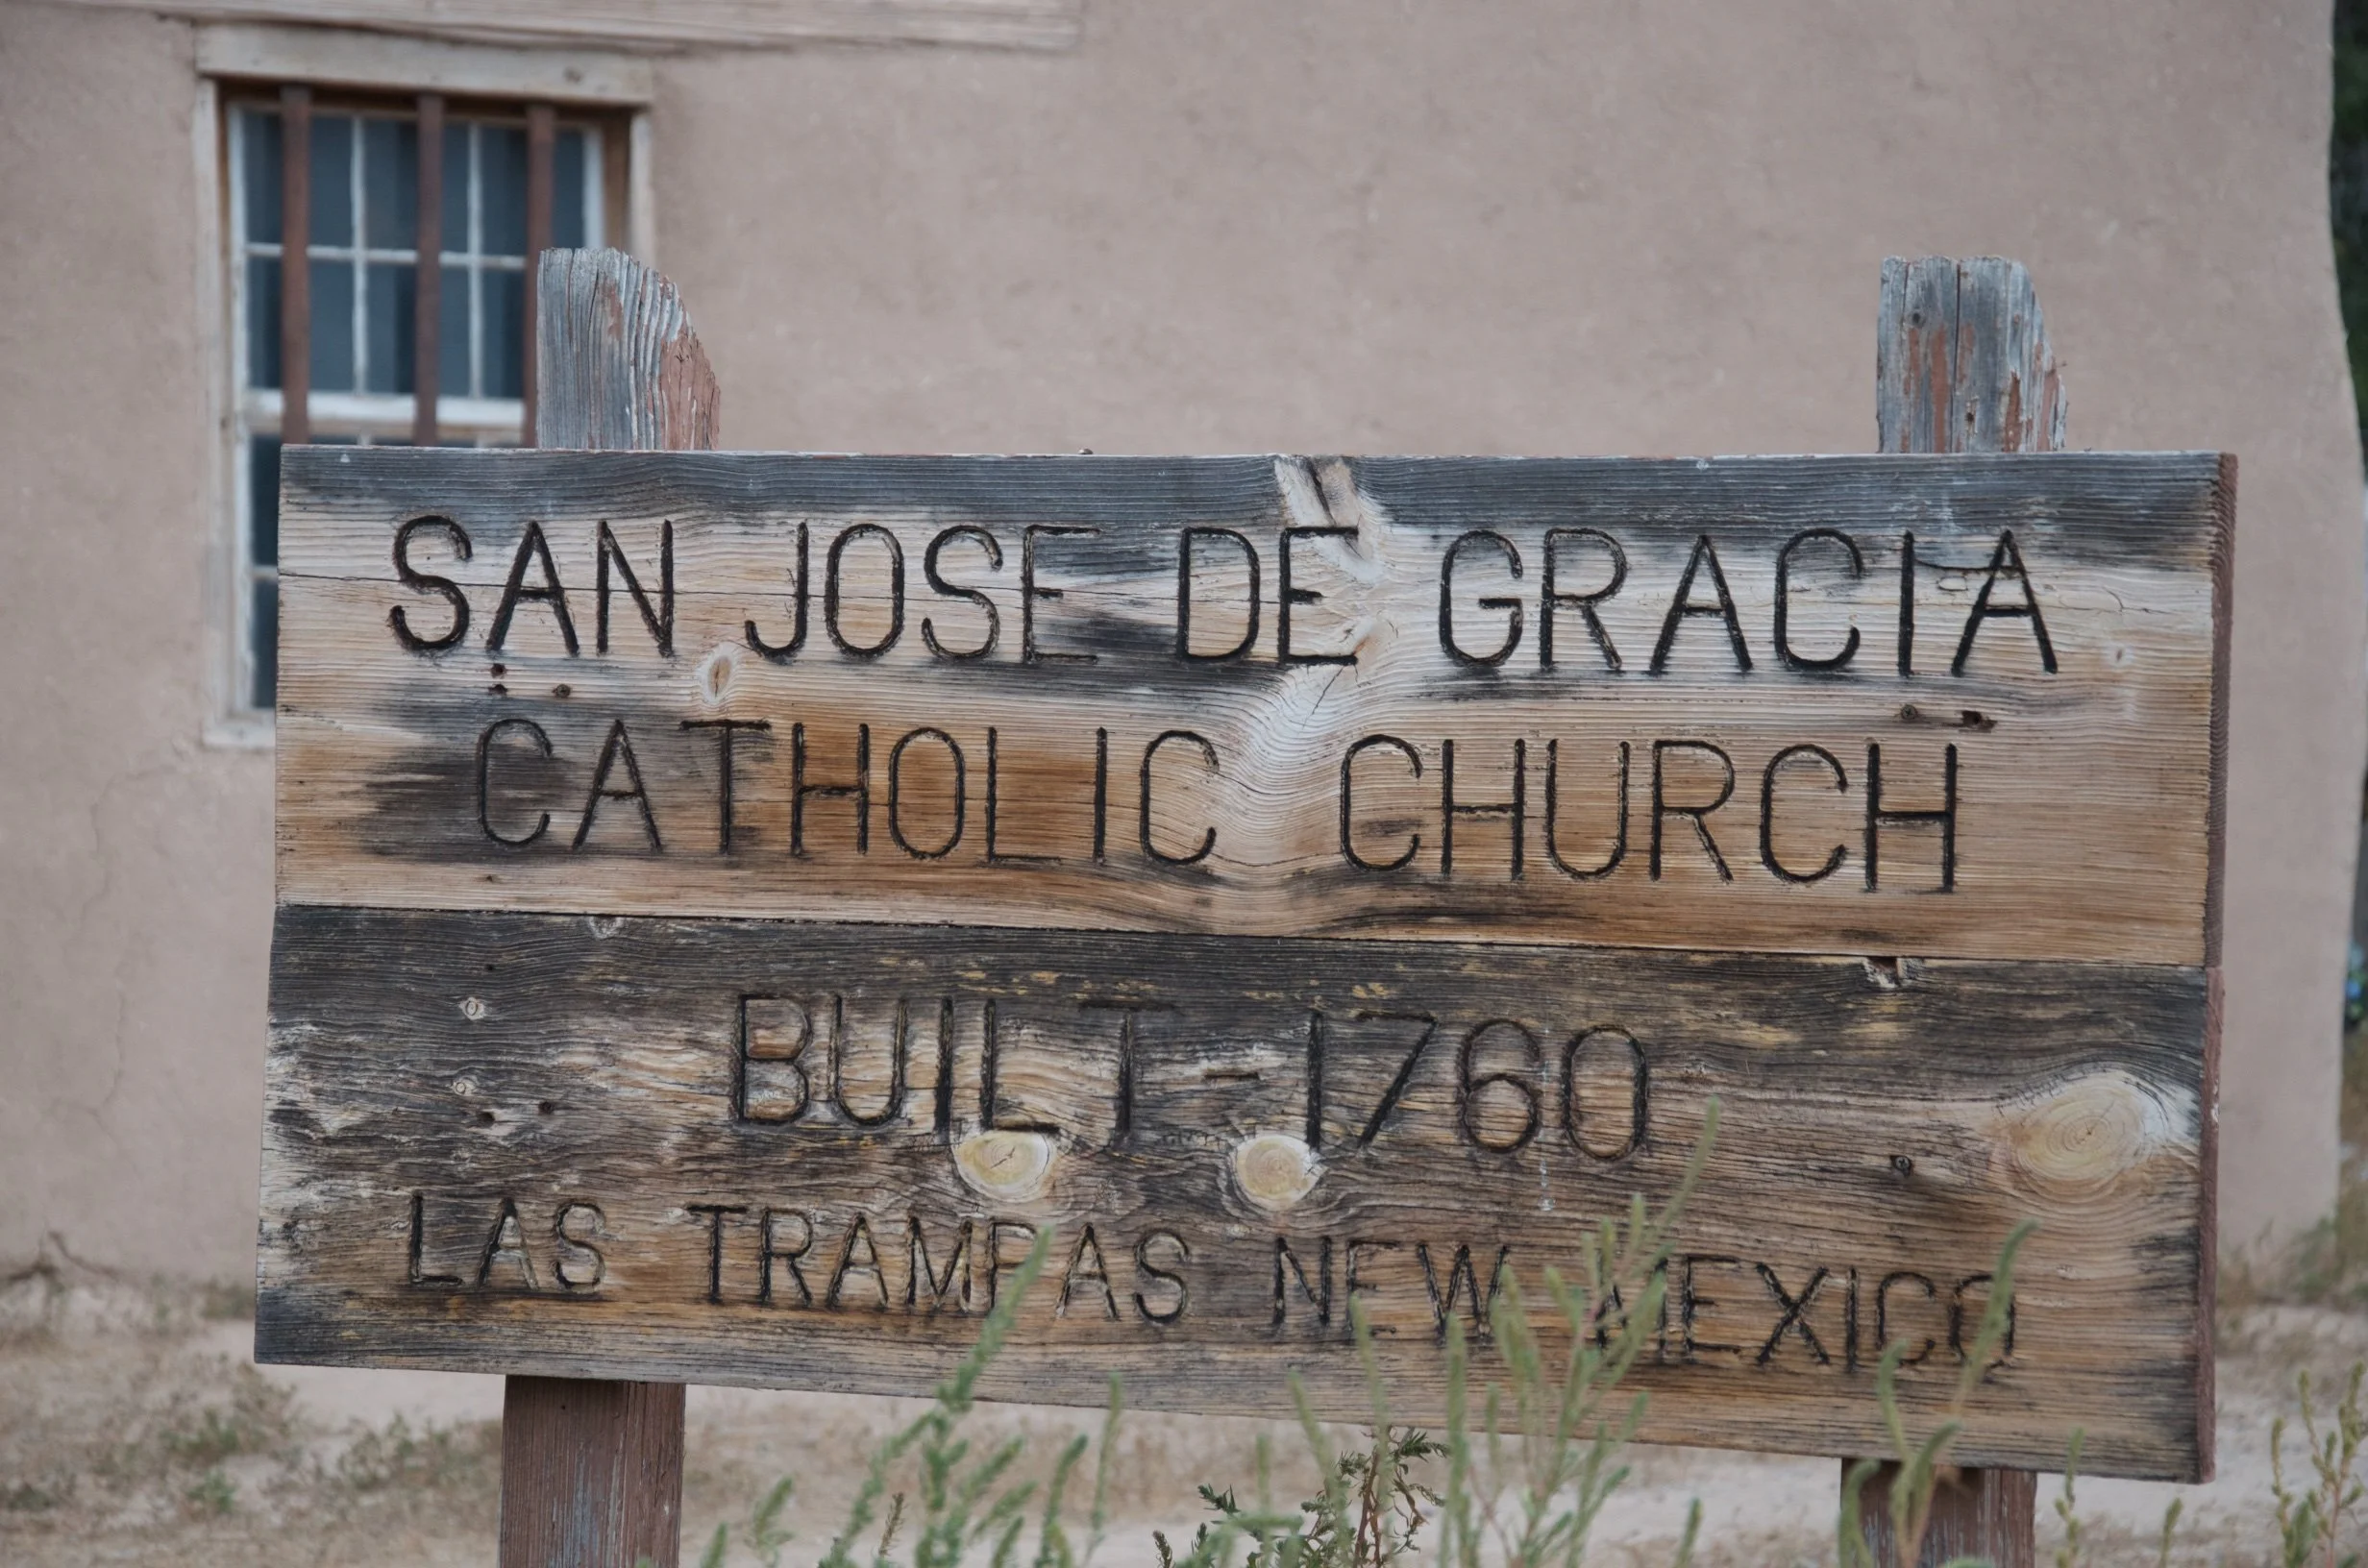 SAN JOSE DE GRACIA
CATHOLIC CHURCH
BUILT - 1760
LAS TRAMPAS NEW MEXICO